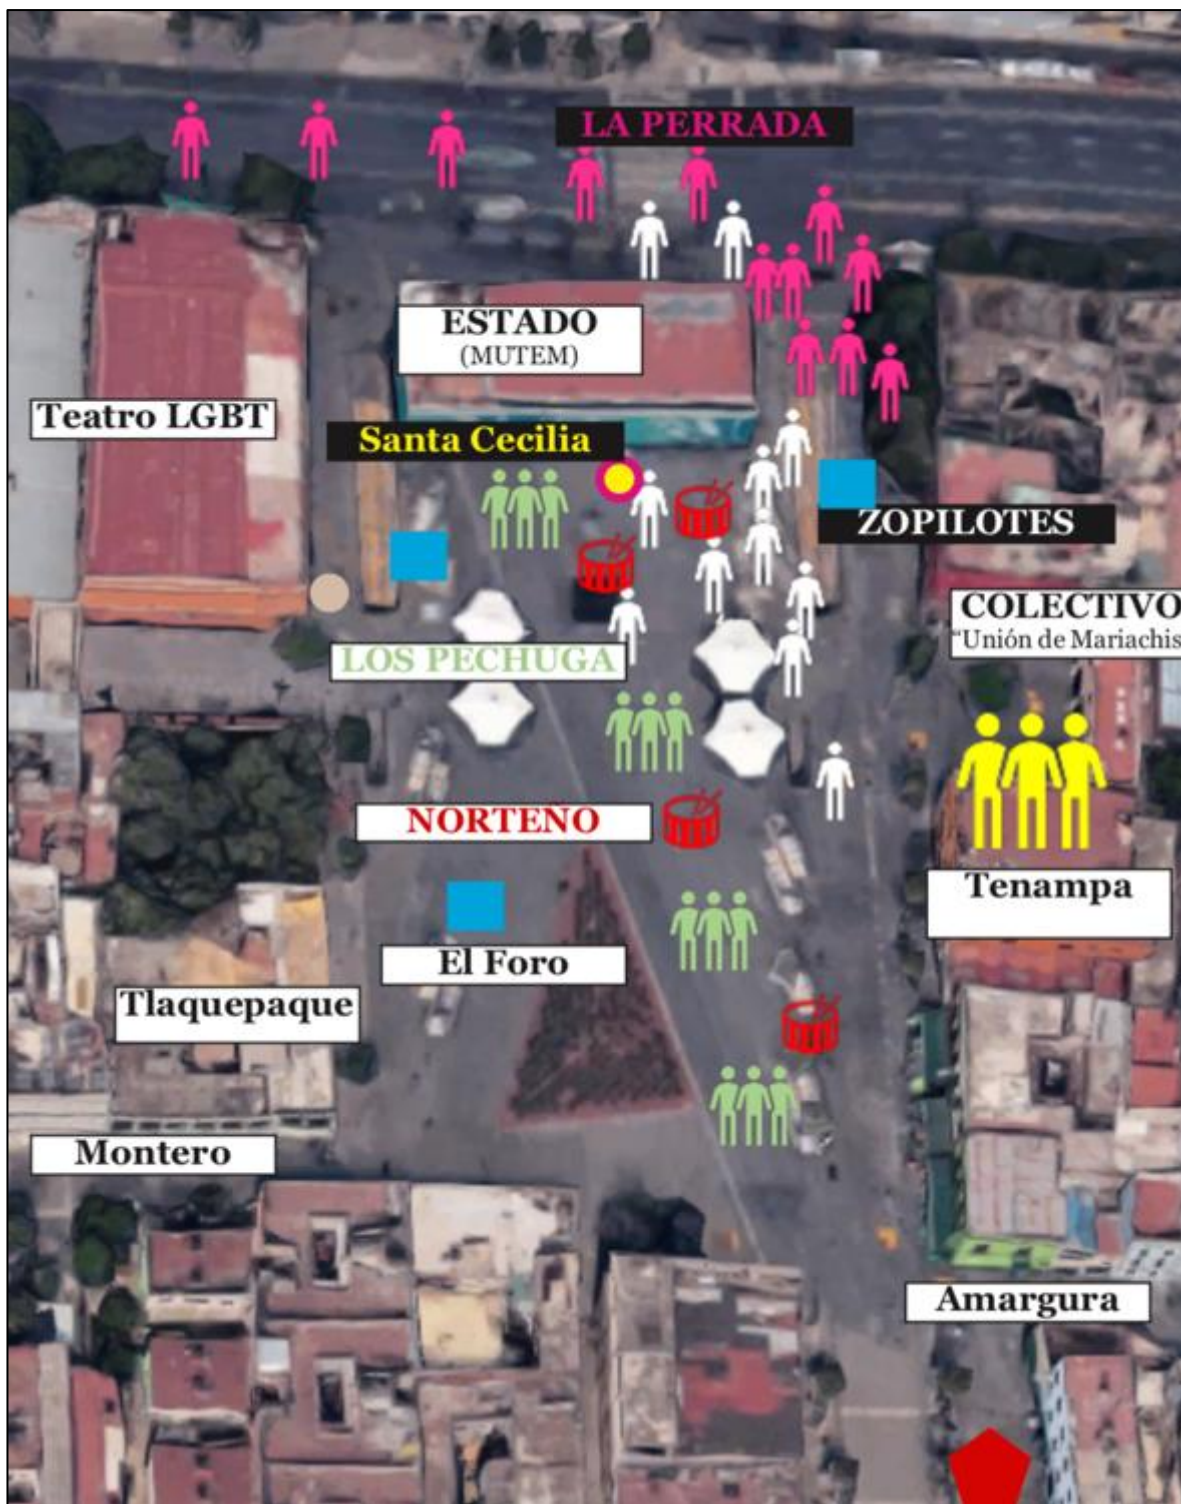 LA PERRADA
ESTADO
(MUTEM)
Teatro LGBT
Santa Cecilia
ZOPILOTES
COLECTIVO
"Unión de Mariachis
LOS PECHUGA
NORTEÑO
Tenampa
El Foro
Tlaquepaque
Montero
Amargura